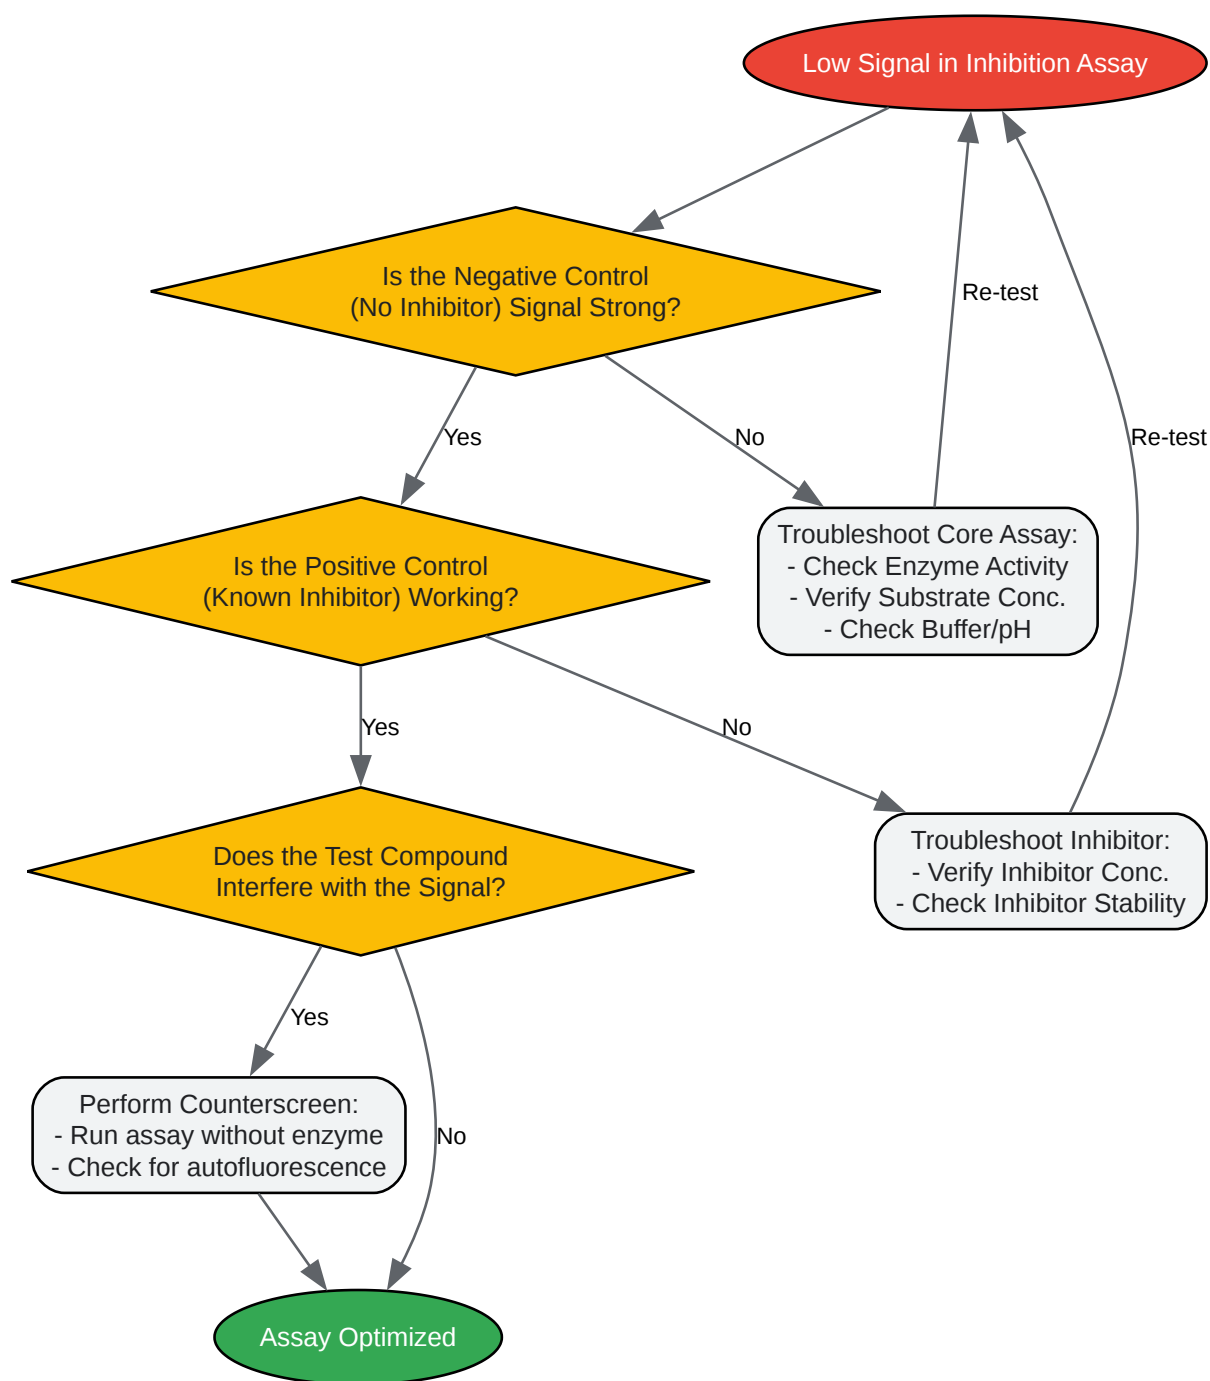 Low Signal in Inhibition Assay
Is the Negative Control
(No Inhibitor) Signal Strong?
Re-test
Yes
No
Re-test
Is the Positive Control
(Known Inhibitor) Working?
Troubleshoot Core Assay:
- Check Enzyme Activity
- Verify Substrate Conc.
- Check Buffer/pH
Yes
No
Does the Test Compound
Interfere with the Signal?
Troubleshoot Inhibitor:
- Verify Inhibitor Conc.
- Check Inhibitor Stability
Yes
Perform Counterscreen:
- Run assay without enzyme
- Check for autofluorescence
No
Assay Optimized